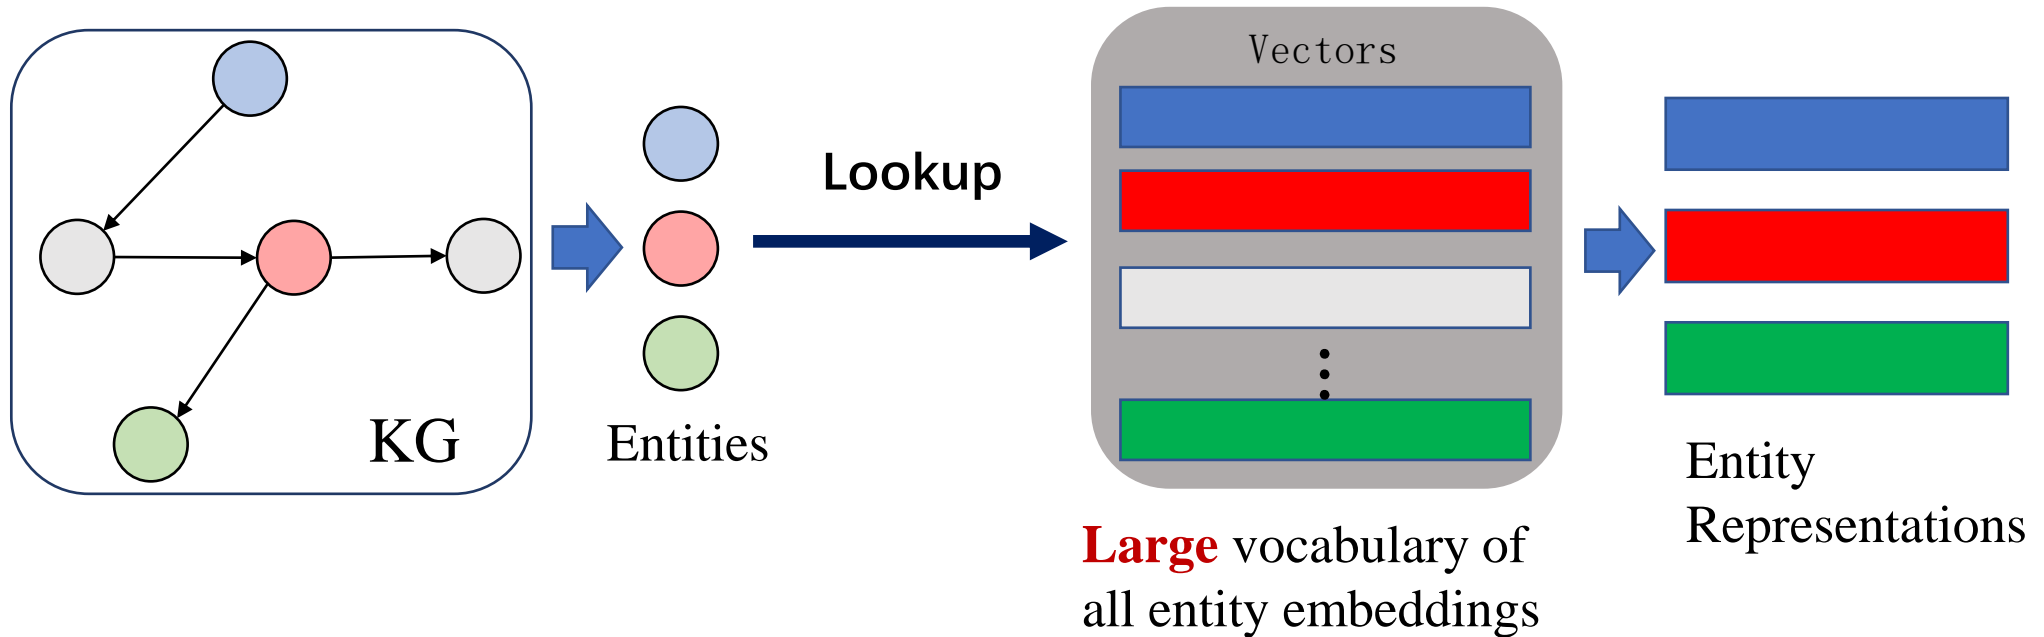 KG
Entities
Lookup
Vectors
Large vocabulary of
all entity embeddings
Entity
Representations